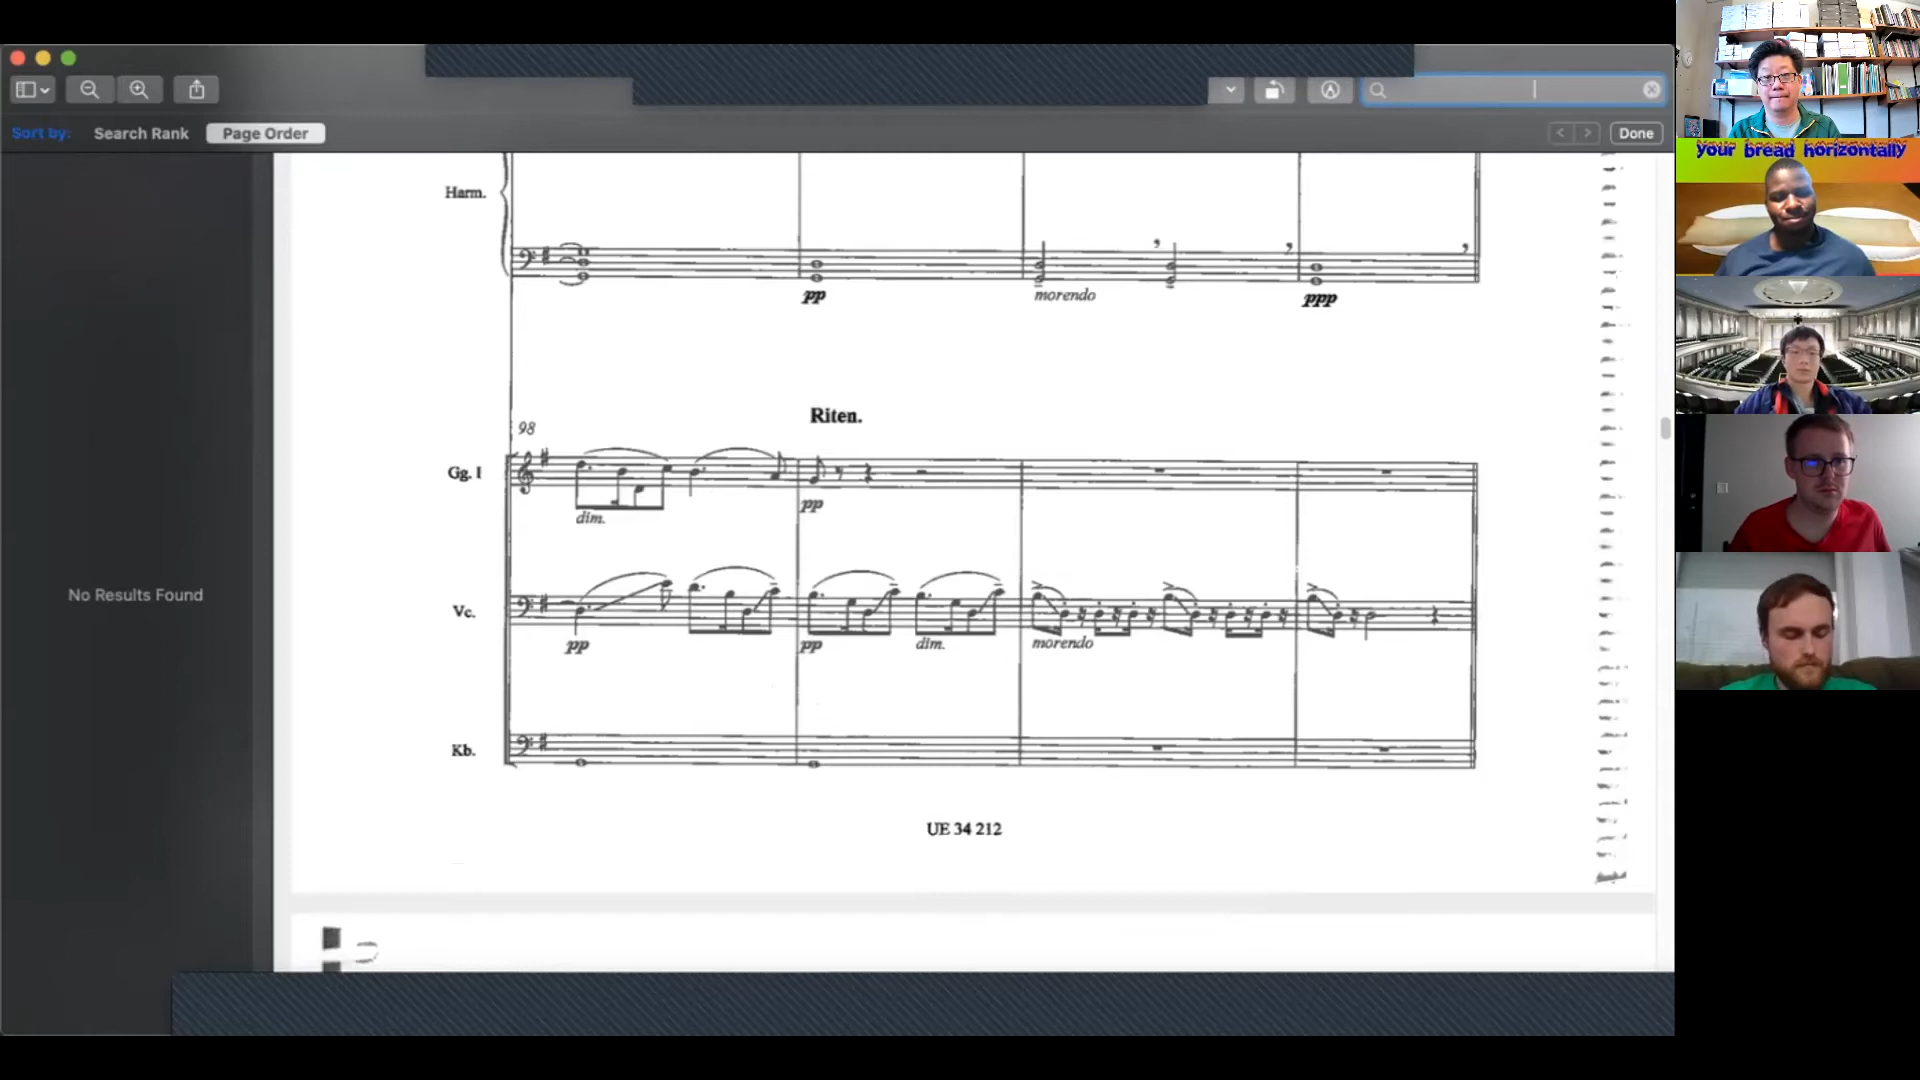 Sort by:
Search Rank
Page Order
Done
No Results Found
Harm.
pp
morendo
ppp
Riten.
98
Gg. I
dim.
pp
Vc.
pp
pp
dim.
morendo
Kb.
UE 34 212
your bread horizontally